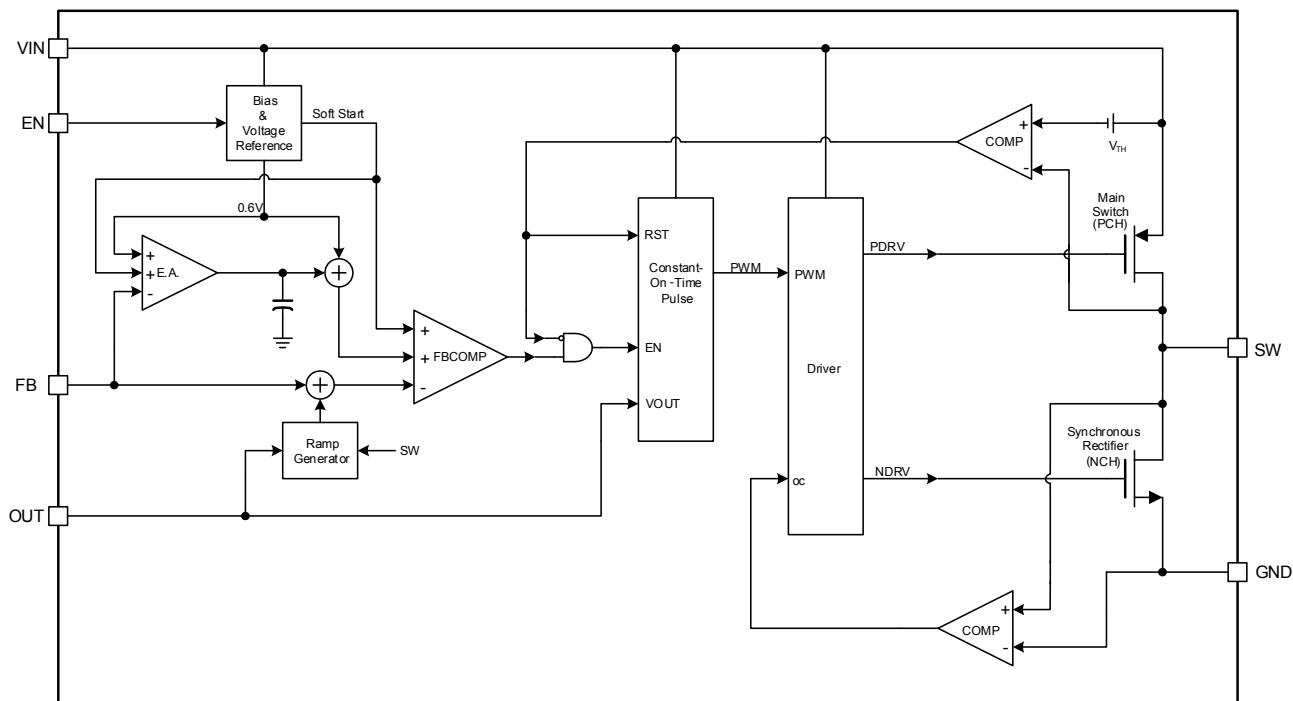 VIN
EN
Bias
&
Voltage
Reference
Soft Start
0.6V
+
+
-
E.A.
+
FB
+
+
-
FBCOMP
+
Ramp
Generator
SW
OUT
RST
Constant-
On -Time
Pulse
EN
VOUT
PWM
PWM
Driver
oc
PDRV
NDRV
+
-
COMP
VTH
Main
Switch
(PCH)
SW
Synchronous
Rectifier
(NCH)
GND
+
-
COMP